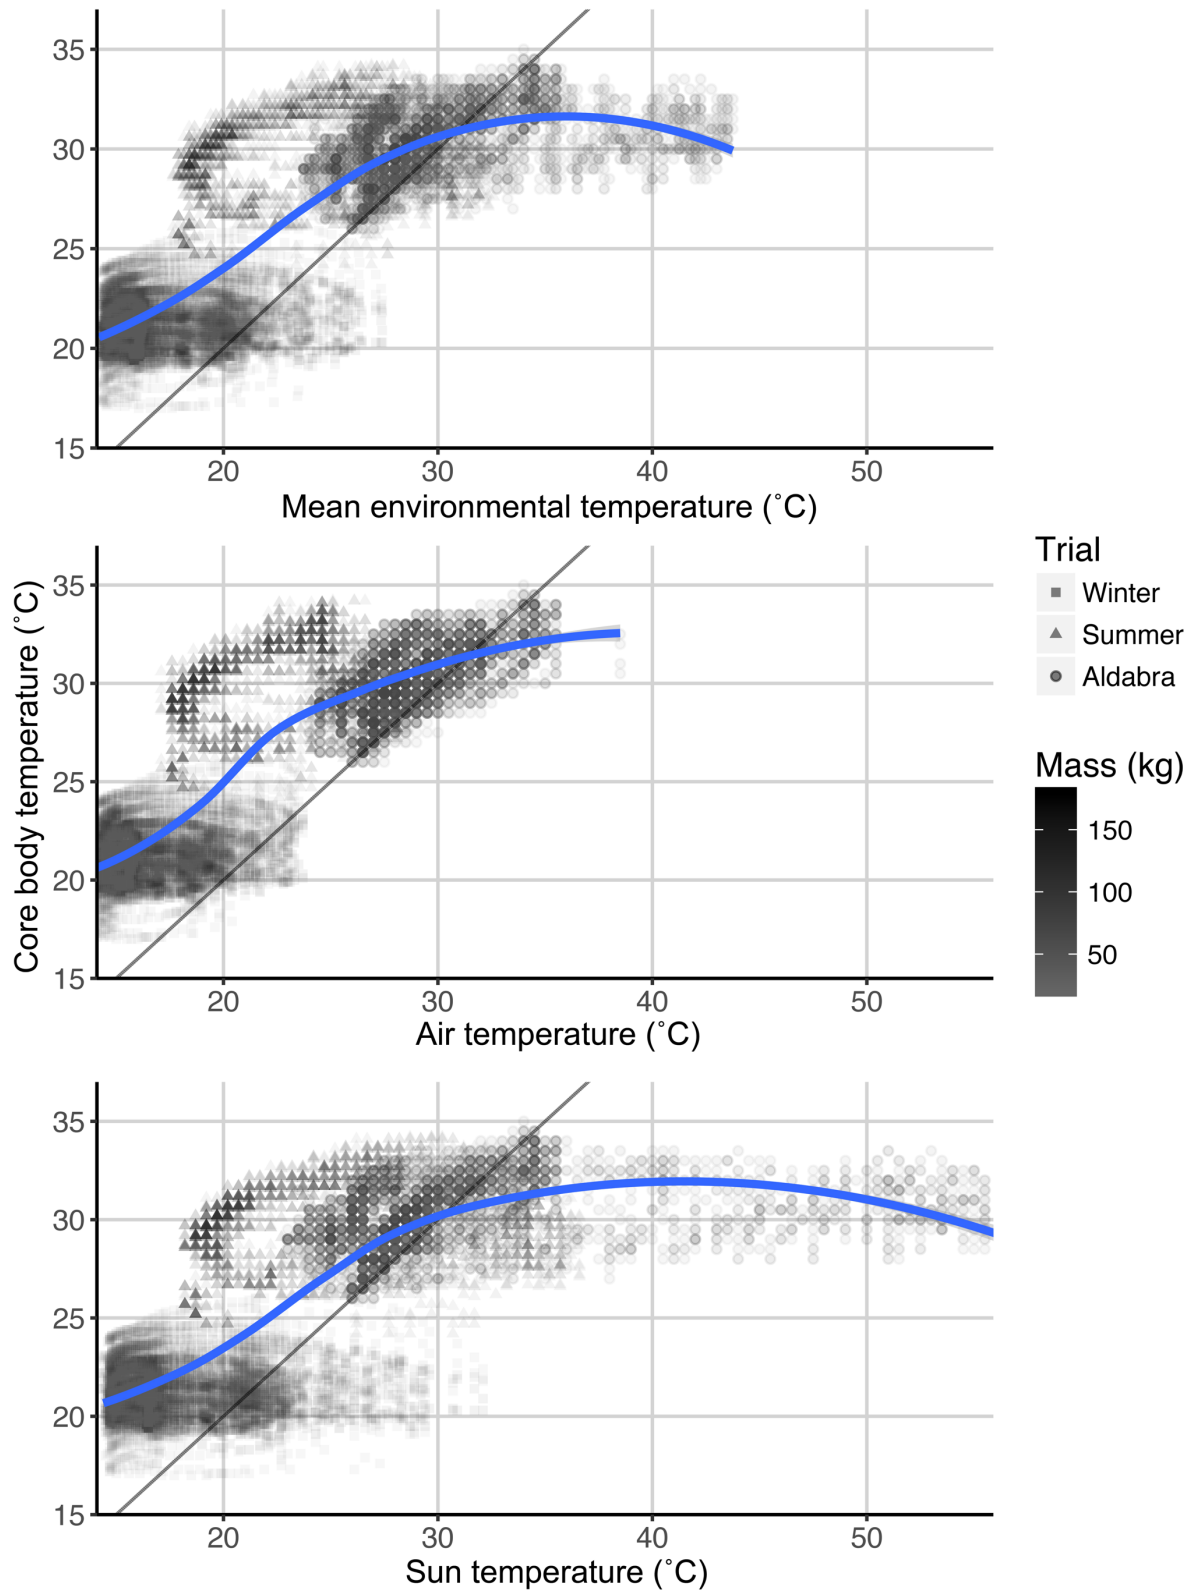 35
30
25
20
15
20 30 40 50
Mean environmental temperature (˚C)
Core body temperature (˚C)
35
30
25
20
15
20 30 40 50
Air temperature (˚C)
Trial
Winter
Summer
Aldabra
Mass (kg)
150
100
50
35
30
25
20
15
20 30 40 50
Sun temperature (˚C)